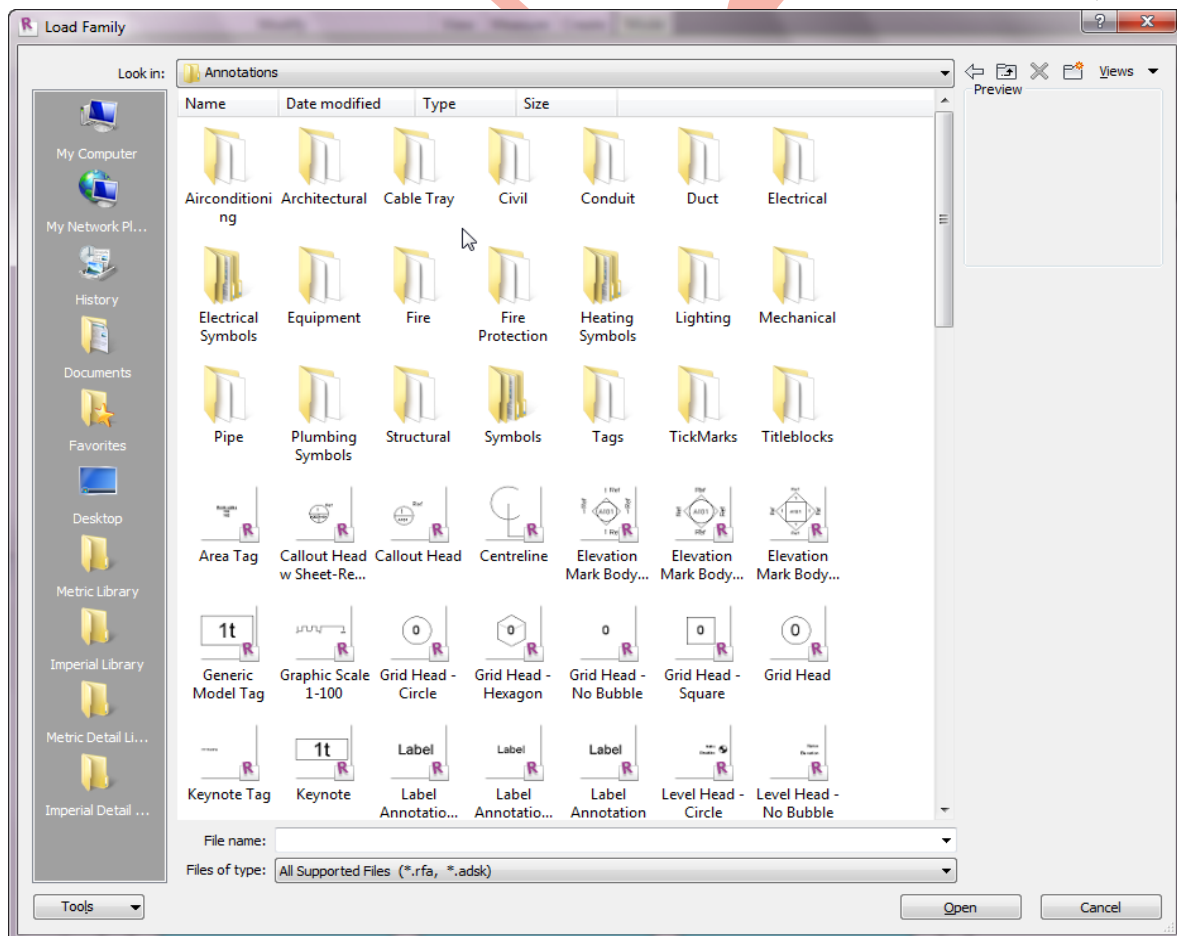 Load Family
Look in:
Annotations
Views
Preview
Name Date modified Type Size
My Computer
My Network Pl...
History
Documents
Favorites
Desktop
Metric Library
Imperial Library
Metric Detail Li...
Imperial Detail ...
Airconditioni
ng
Architectural
Cable Tray
Civil
Conduit
Duct
Electrical
Electrical
Symbols
Equipment
Fire
Fire
Protection
Heating
Symbols
Lighting
Mechanical
Pipe
Plumbing
Symbols
Structural
Symbols
Tags
TickMarks
Titleblocks
Area Tag
Callout Head
w Sheet-Re...
Callout Head
Centreline
Elevation
Mark Body...
Elevation
Mark Body...
Elevation
Mark Body...
1t
Generic
Model Tag
Graphic Scale
1-100
0
Grid Head -
Circle
0
Grid Head -
Hexagon
0
Grid Head -
No Bubble
0
Grid Head -
Square
0
Grid Head
Keynote Tag
1t
Keynote
Label
Label
Annotatio...
Label
Label
Annotatio...
Label
Label
Annotation
Level Head -
Circle
Level Head -
No Bubble
File name:
Files of type: All Supported Files (*.rfa, *.adsk)
Tools
Open
Cancel